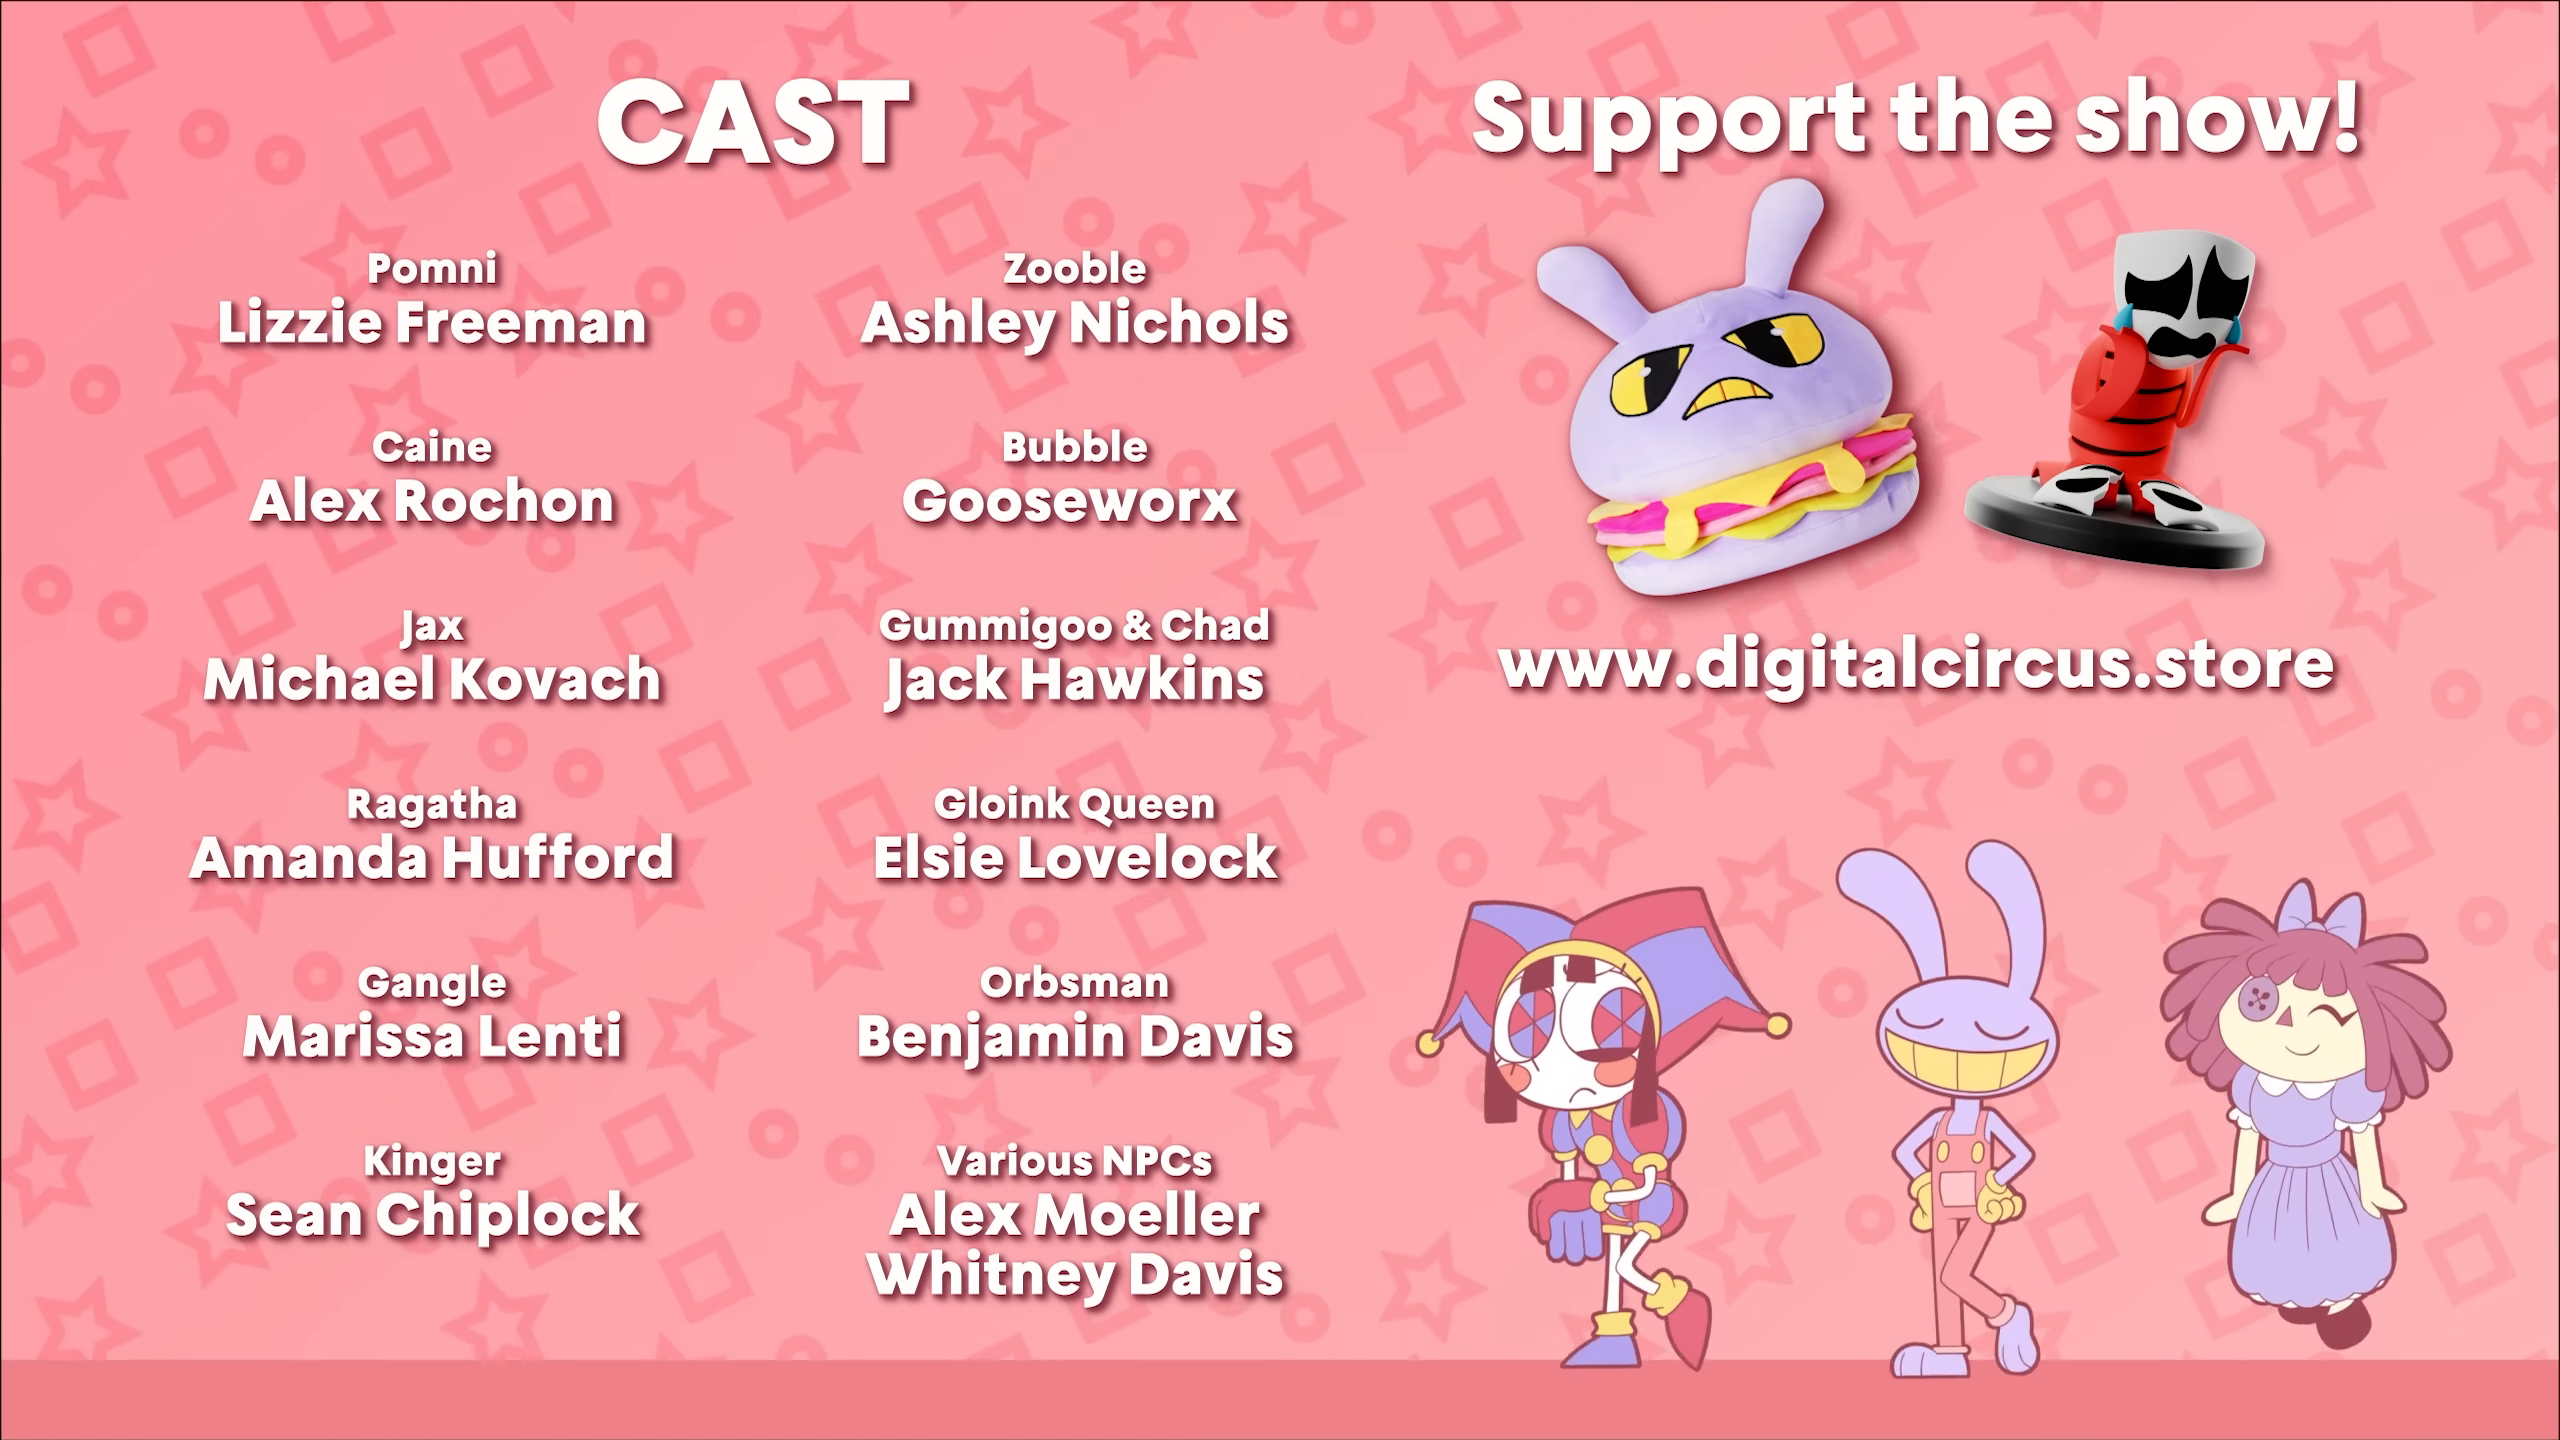 CAST
Pomni
Lizzie Freeman
Caine
Alex Rochon
Jax
Michael Kovach
Ragatha
Amanda Hufford
Gangle
Marissa Lenti
Kinger
Sean Chiplock
Zooble
Ashley Nichols
Bubble
Gooseworx
Gummigoo & Chad
Jack Hawkins
Gloink Queen
Elsie Lovelock
Orbsman
Benjamin Davis
Various NPCs
Alex Moeller
Whitney Davis
Support the show!
www.digitalcircus.store